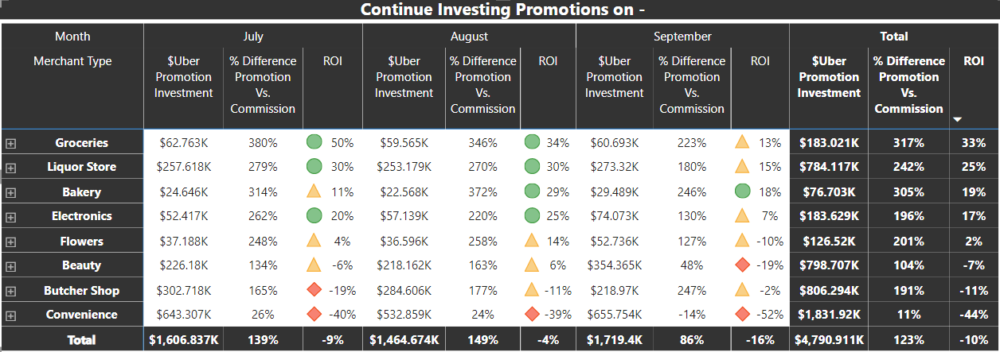 Continue Investing Promotions on -
Month July August September Total
Merchant Type $Uber Promotion Investment % Difference Promotion Vs. Commission ROI $Uber Promotion Investment % Difference Promotion Vs. Commission ROI $Uber Promotion Investment % Difference Promotion Vs. Commission ROI $Uber Promotion Investment % Difference Promotion Vs. Commission ROI
Groceries $62.763K 380% 50% $59.565K 346% 34% $60.693K 223% 13% $183.021K 317% 33%
Liquor Store $257.618K 279% 30% $253.179K 270% 30% $273.32K 180% 15% $784.117K 242% 25%
Bakery $24.646K 314% 11% $22.568K 372% 29% $29.489K 246% 18% $76.703K 305% 19%
Electronics $52.417K 262% 20% $57.139K 220% 25% $74.073K 130% 7% $183.629K 196% 17%
Flowers $37.188K 248% 4% $36.596K 258% 14% $52.736K 127% -10% $126.52K 201% 2%
Beauty $226.18K 134% -6% $218.162K 163% 6% $354.365K 48% -19% $798.707K 104% -7%
Butcher Shop $302.718K 165% -19% $284.606K 177% -11% $218.97K 247% -2% $806.294K 191% -11%
Convenience $643.307K 26% -40% $532.859K 24% -39% $655.754K -14% -52% $1,831.92K 11% -44%
Total $1,606.837K 139% -9% $1,464.674K 149% -4% $1,719.4K 86% -16% $4,790.911K 123% -10%